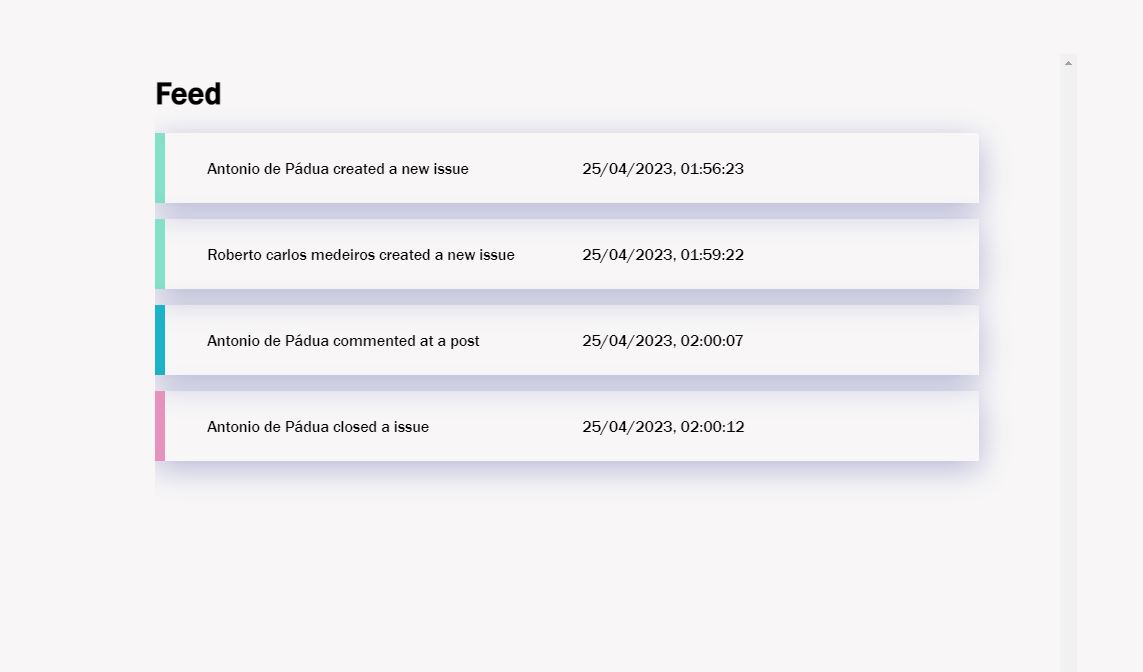 Feed
Antonio de Pádua created a new issue 25/04/2023, 01:56:23
Roberto carlos medeiros created a new issue 25/04/2023, 01:59:22
Antonio de Pádua commented at a post 25/04/2023, 02:00:07
Antonio de Pádua closed a issue 25/04/2023, 02:00:12